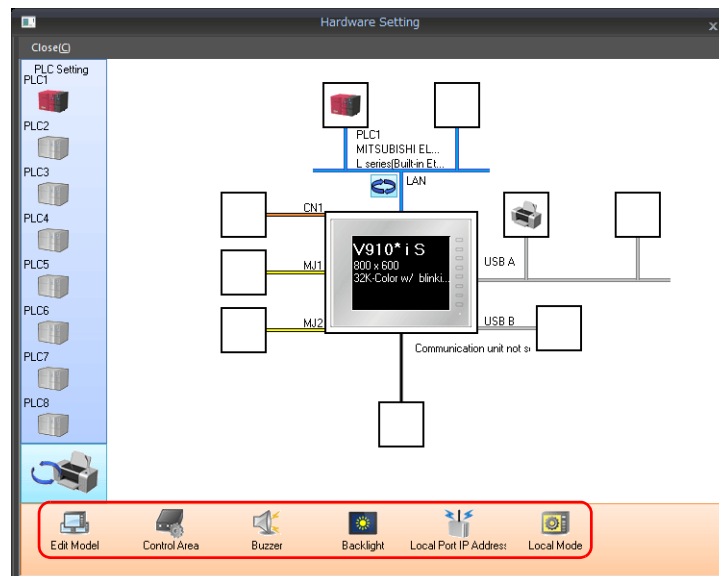 Hardware Setting
Close(C)
PLC Setting
PLC1
PLC2
PLC3
PLC4
PLC5
PLC6
PLC7
PLC8
PLC1
MITSUBISHI EL...
L series(Built-in Et...
LAN
CN1
MJ1
MJ2
V910* i S
800 x 600
32K-Color w/ blinki...
USB A
USB B
Communication unit not s
Edit Model
Control Area
Buzzer
Backlight
Local Port IP Address
Local Mode